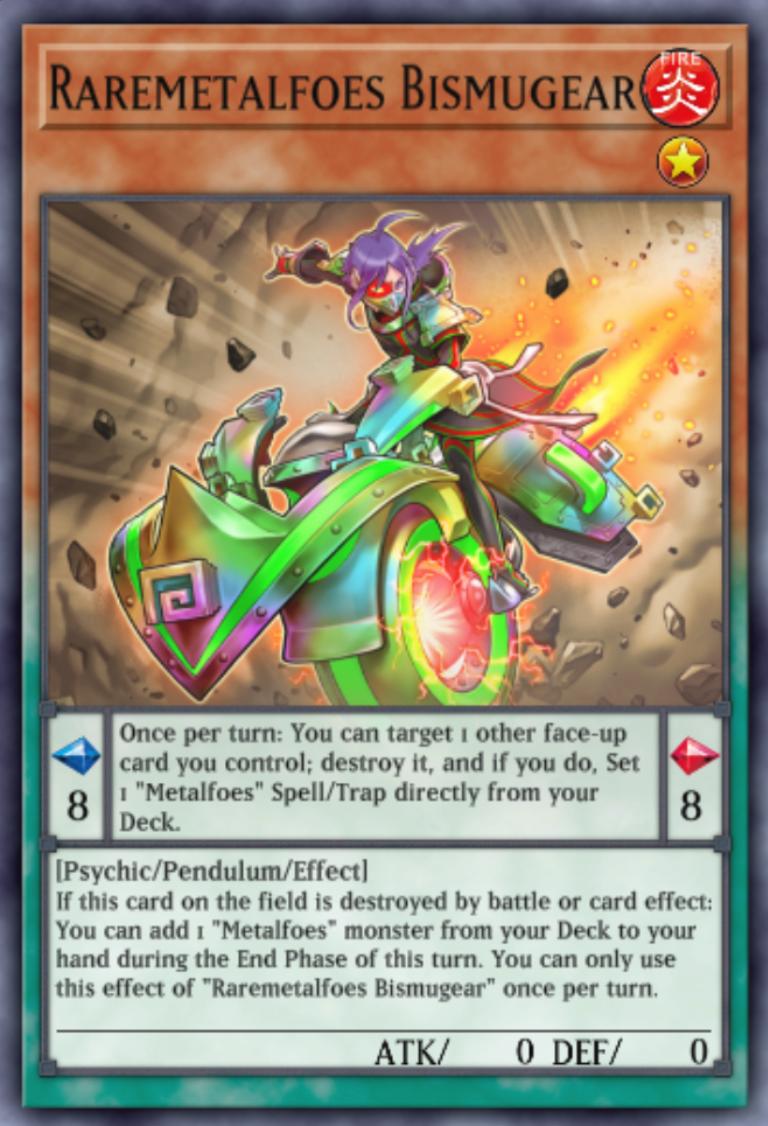 RAREMETALFOES BISMUGEAR
FIRE
炎
Once per turn: You can target 1 other face-up
card you control; destroy it, and if you do, Set
1 "Metalfoes" Spell/Trap directly from your
Deck.
8
8
[Psychic/Pendulum/Effect]
If this card on the field is destroyed by battle or card effect:
You can add 1 "Metalfoes" monster from your Deck to your
hand during the End Phase of this turn. You can only use
this effect of "Raremetalfoes Bismugear" once per turn.
ATK/ 0 DEF/ 0